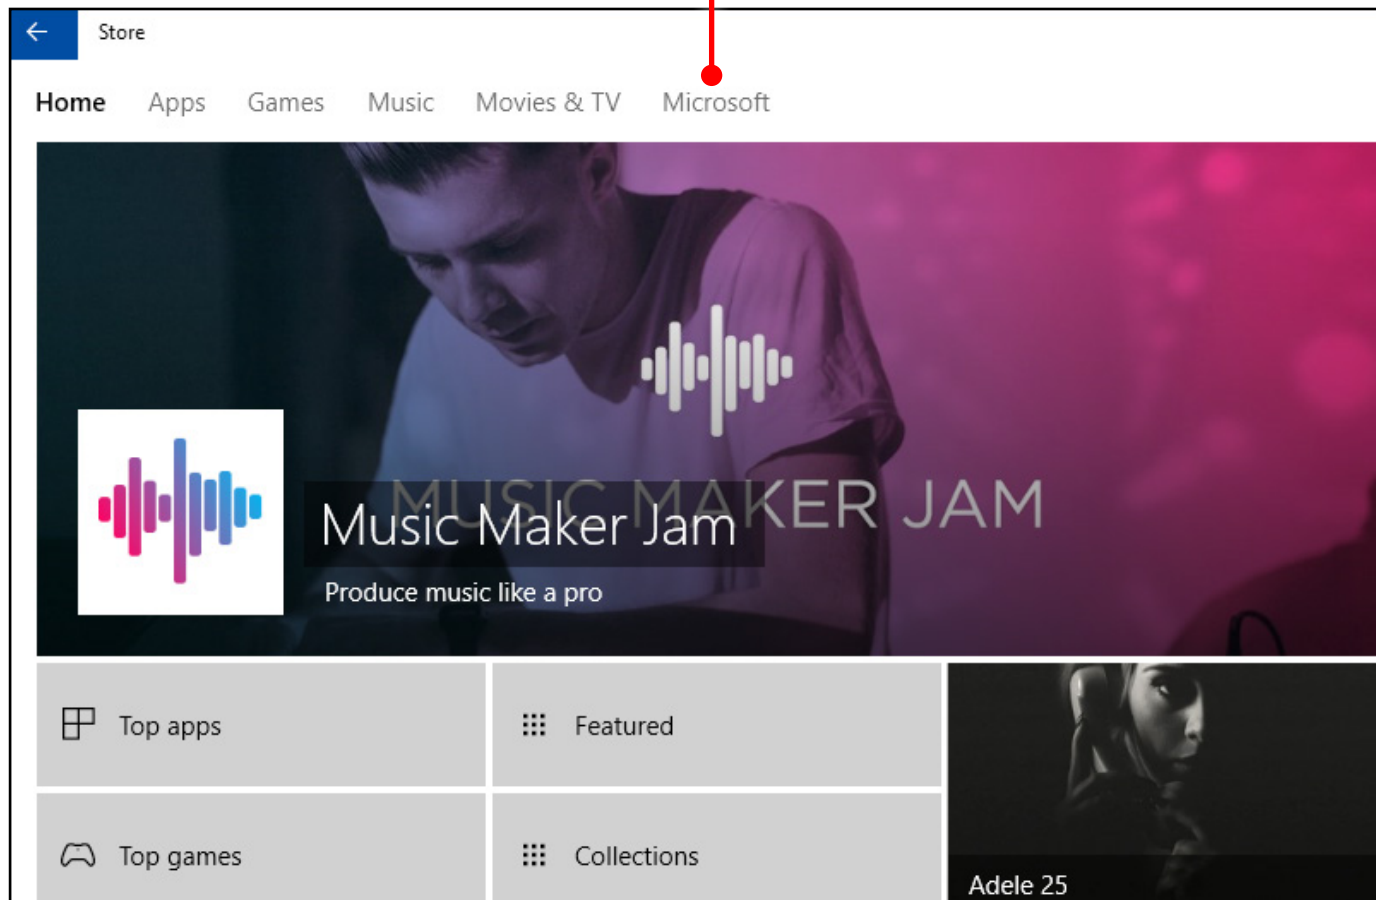 Store
Home Apps Games Music Movies & TV Microsoft
MUSIC MAKER JAM
Music Maker Jam
Produce music like a pro
Top apps
Featured
Top games
Collections
Adele 25